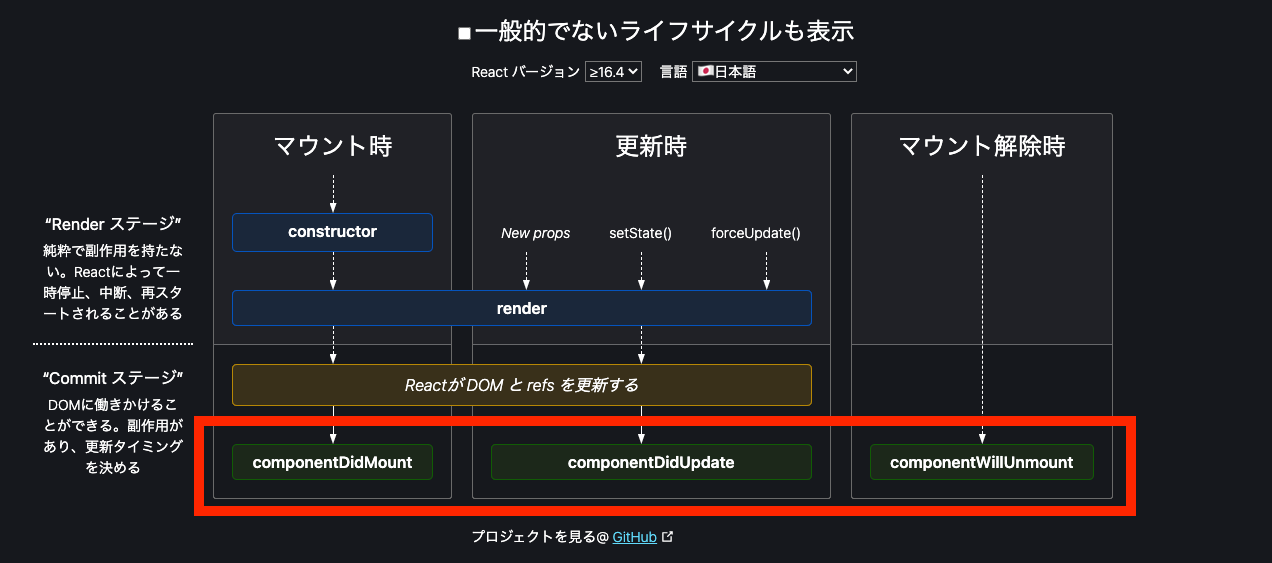 一般的でないライフサイクルも表示
React バージョン ≥16.4 言語 🇯🇵日本語
マウント時
更新時
マウント解除時
“Render ステージ”
純粋で副作用を持たな
い。Reactによって一
時停止、中断、再スタ
ートされることがある
constructor
New props
setState()
forceUpdate()
render
“Commit ステージ”
DOMに働きかけるこ
とができる。副作用が
あり、更新タイミング
を決める
ReactがDOM と refs を更新する
componentDidMount
componentDidUpdate
componentWillUnmount
プロジェクトを見る@ GitHub